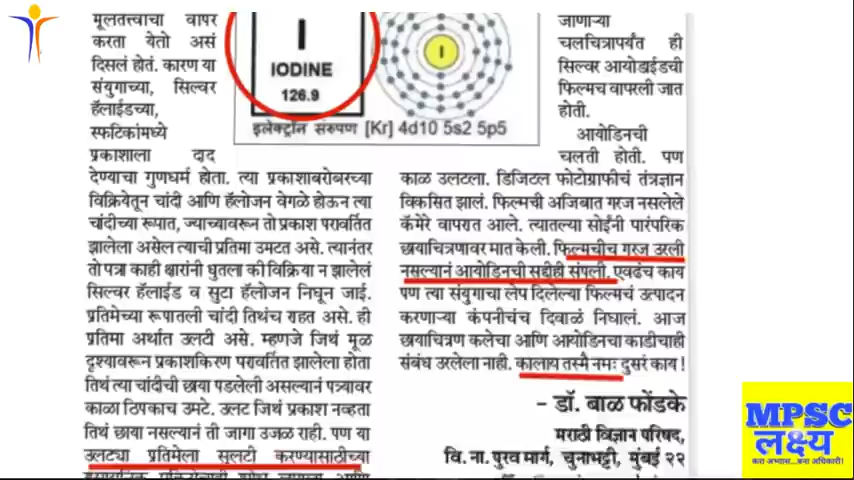 मूलतत्त्वाचा वापर
करता येतो असं
दिसलं होतं. कारण या
संयुगाच्या, सिल्वर
हॅलाईडच्या,
स्फटिकांमध्ये
प्रकाशाला दाद
देण्याचा गुणधर्म होता. त्या प्रकाशाबरोबरच्या
विक्रियेतून चांदी आणि हॅलोजन वेगळे होऊन त्या
चांदीच्या रूपात, ज्याच्यावरून तो प्रकाश परावर्तित
झालेला असेल त्याची प्रतिमा उमटत असे. त्यानंतर
तो पत्रा काही क्षारांनी धुतला की विक्रिया न झालेलं
सिल्वर हॅलाईड व सुटा हॅलोजन निघून जाई.
प्रतिमेच्या रूपातली चांदी तिथंच राहत असे. ही
प्रतिमा अर्थात उलटी असे. म्हणजे जिथं मूळ
दृश्यावरून प्रकाशकिरण परावर्तित झालेला होता
तिथं त्या चांदीची छाया पडलेली असल्यानं पत्र्यावर
काळा ठिपकाच उमटे. उलट जिथं प्रकाश नव्हता
तिथं छाया नसल्यानं ती जागा उजळ राही. पण या
उलट्या प्रतिमेला सुलटी करण्यासाठीच्या
I
IODINE
126.9
I
इलेक्ट्रॉन संरुपण [Kr] 4d10 5s2 5p5
जाणाऱ्या
चलचित्रापर्यंत ही
सिल्वर आयोडाईडची
फिल्मच वापरली जात
होती.
आयोडिनची
चलती होती. पण
काळ उलटला. डिजिटल फोटोग्राफीचं तंत्रज्ञान
विकसित झालं. फिल्मची अजिबात गरज नसलेले
कॅमेरे वापरात आले. त्यातल्या सोईंनी पारंपरिक
छायाचित्रणावर मात केली. फिल्मचीच गरज उरली
नसल्यानं आयोडिनची सद्दीही संपली. एवढंच काय
पण त्या संयुगाचा लेप दिलेल्या फिल्मचं उत्पादन
करणाऱ्या कंपनीचंच दिवाळं निघालं. आज
छायाचित्रण कलेचा आणि आयोडिनचा काडीचाही
संबंध उरलेला नाही. कालाय तस्मै नमः दुसरं काय !
- डॉ. बाळ फोंडके
मराठी विज्ञान परिषद,
वि. ना. पुरव मार्ग, चुनाभट्टी, मुंबई २२
MPSC
लक्ष्य
करा अभ्यास...बना अधिकारी!